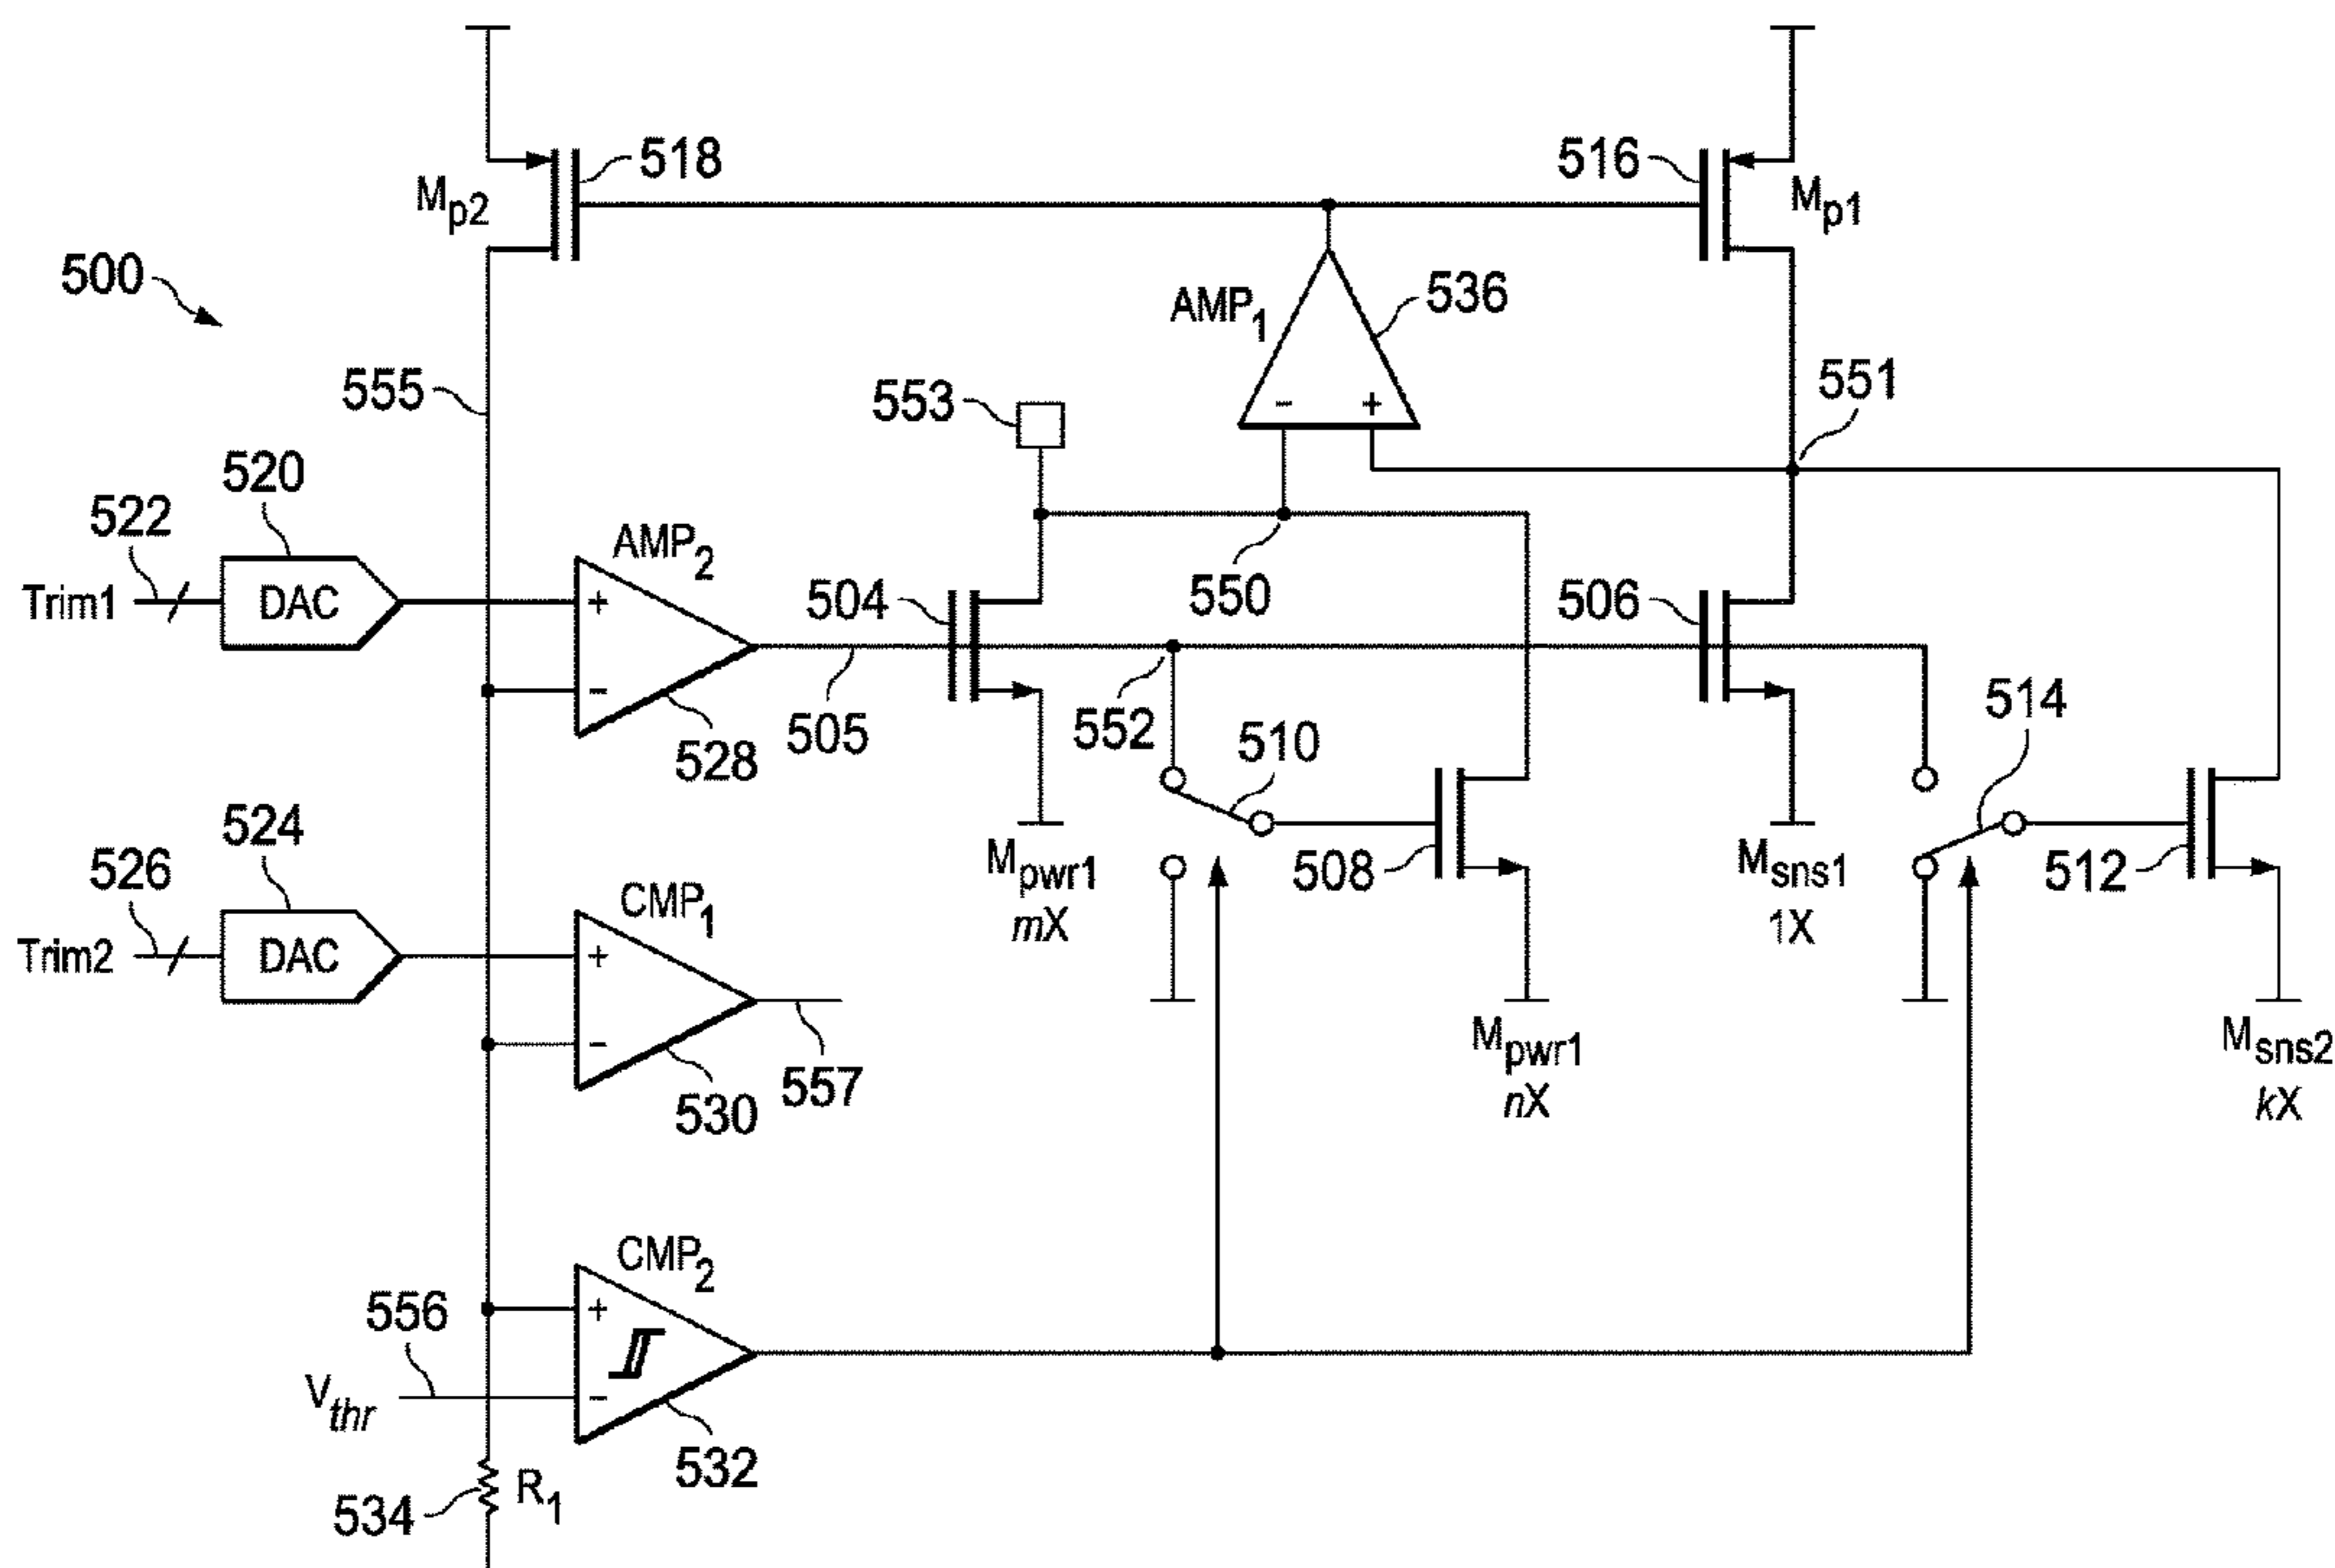 518
516
Mp2
Mp1
500
AMP1
536
555
553
551
520
522
AMP2
Trim1
DAC
504
550
506
505
552
510
514
528
524
526
CMP1
Mpwr1
mX
508
Msns1
1X
512
Trim2
DAC
557
530
Mpwr1
nX
Msns2
kX
CMP2
556
Vthr
532
R1
534
+
-
+
-
+
-
-
+